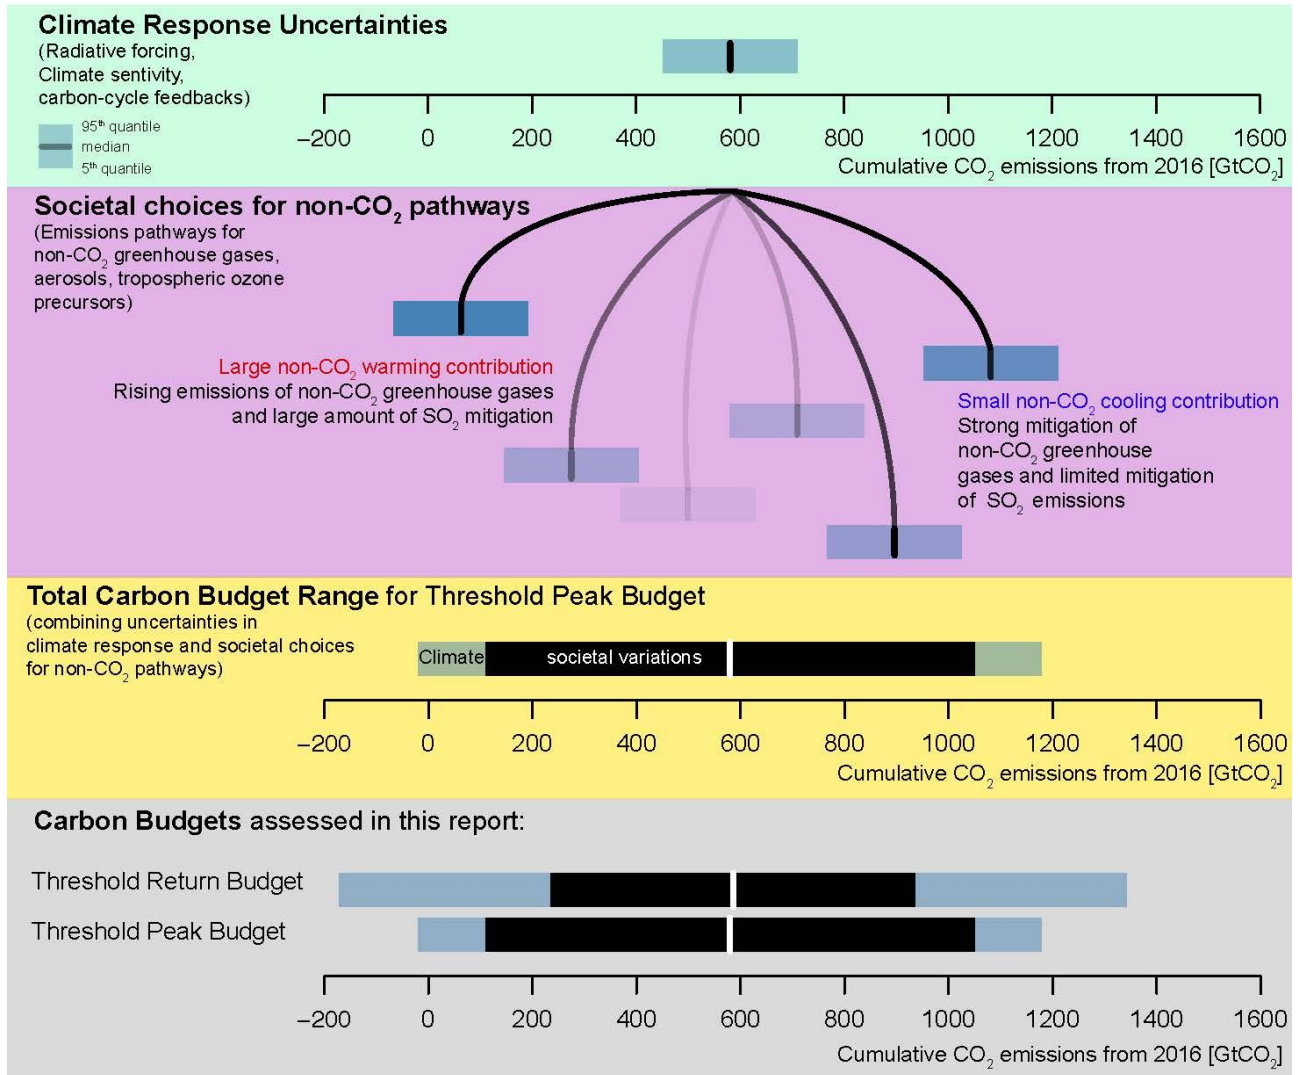 Climate Response Uncertainties
(Radiative forcing,
Climate sentivity,
carbon-cycle feedbacks)
95th quantile
median
5th quantile
−200 0 200 400 600 800 1000 1200 1400 1600
Cumulative CO2 emissions from 2016 [GtCO2]
Societal choices for non-CO2 pathways
(Emissions pathways for
non-CO2 greenhouse gases,
aerosols, tropospheric ozone
precursors)
Large non-CO2 warming contribution
Rising emissions of non-CO2 greenhouse gases
and large amount of SO2 mitigation
Small non-CO2 cooling contribution
Strong mitigation of
non-CO2 greenhouse
gases and limited mitigation
of SO2 emissions
Total Carbon Budget Range for Threshold Peak Budget
(combining uncertainties in
climate response and societal choices
for non-CO2 pathways)
Climate societal variations
−200 0 200 400 600 800 1000 1200 1400 1600
Cumulative CO2 emissions from 2016 [GtCO2]
Carbon Budgets assessed in this report:
Threshold Return Budget
Threshold Peak Budget
−200 0 200 400 600 800 1000 1200 1400 1600
Cumulative CO2 emissions from 2016 [GtCO2]